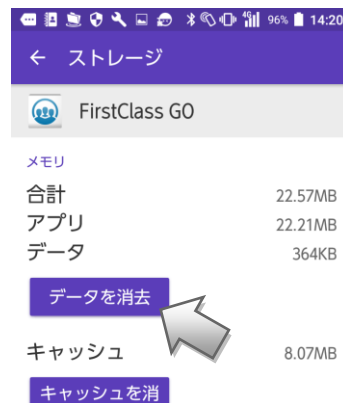 4G 96% 14:20
← ストレージ
FirstClass GO
メモリ
合計 22.57MB
アプリ 22.21MB
データ 364KB
データを消去
キャッシュ 8.07MB
キャッシュを消